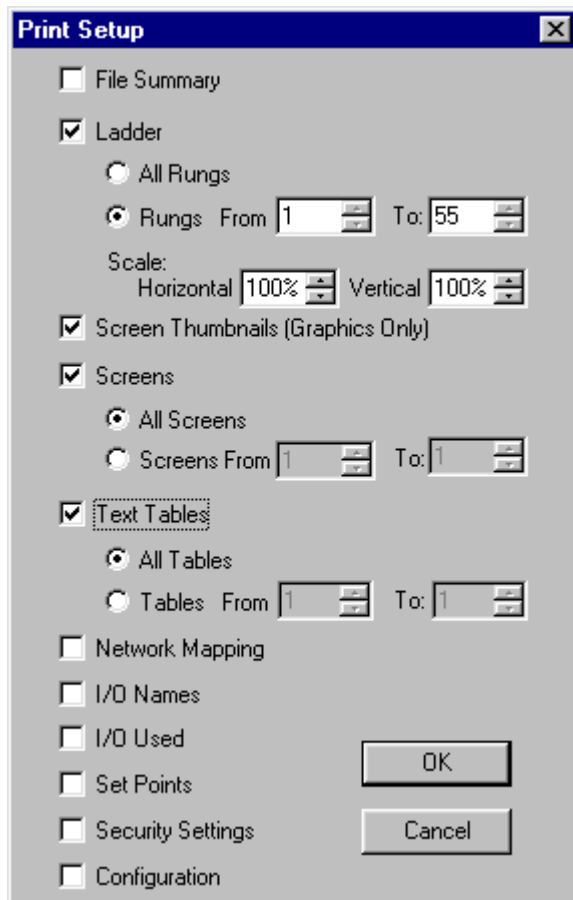 Print Setup
File Summary
Ladder
All Rungs
Rungs From 1 To: 55
Scale:
Horizontal 100% Vertical 100%
Screen Thumbnails (Graphics Only)
Screens
All Screens
Screens From 1 To: 1
Text Tables
All Tables
Tables From 1 To: 1
Network Mapping
I/O Names
I/O Used
OK
Set Points
Security Settings
Cancel
Configuration